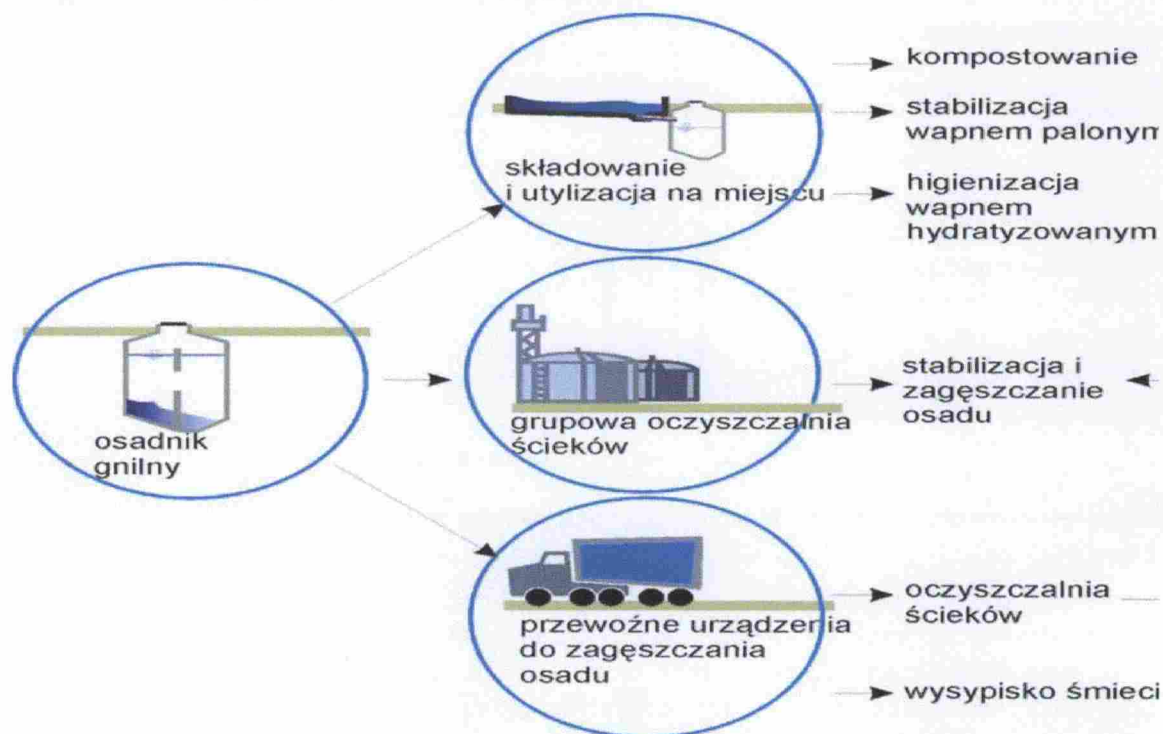 kompostowanie
stabilizacja
wapnem palonym
składowanie
i utylizacja na miejscu
higienizacja
wapnem
hydratyzowanym
osadnik
gnilny
grupowa oczyszczalnia
ścieków
stabilizacja i
zagęszczanie
osadu
przewoźne urządzenia
do zagęszczania
osadu
oczyszczalnia
ścieków
wysypisko śmieci